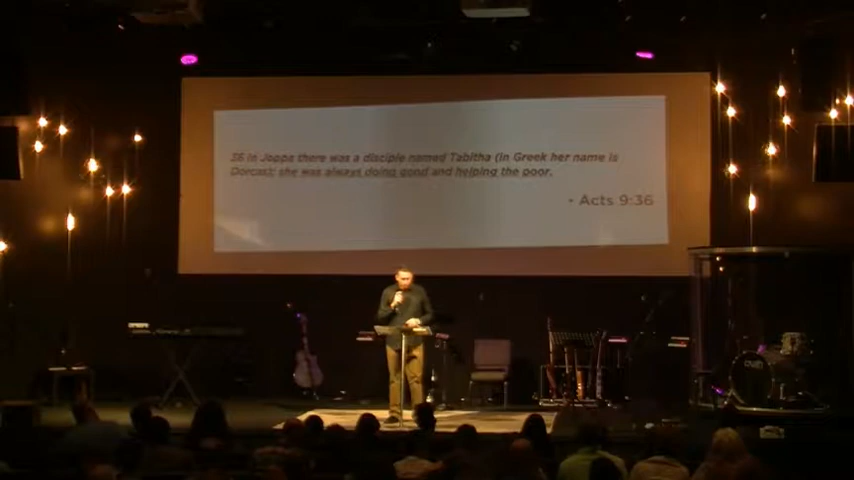 36 In Joppa there was a disciple named Tabitha (in Greek her name is
Dorcas); she was always doing good and helping the poor.
• Acts 9:36